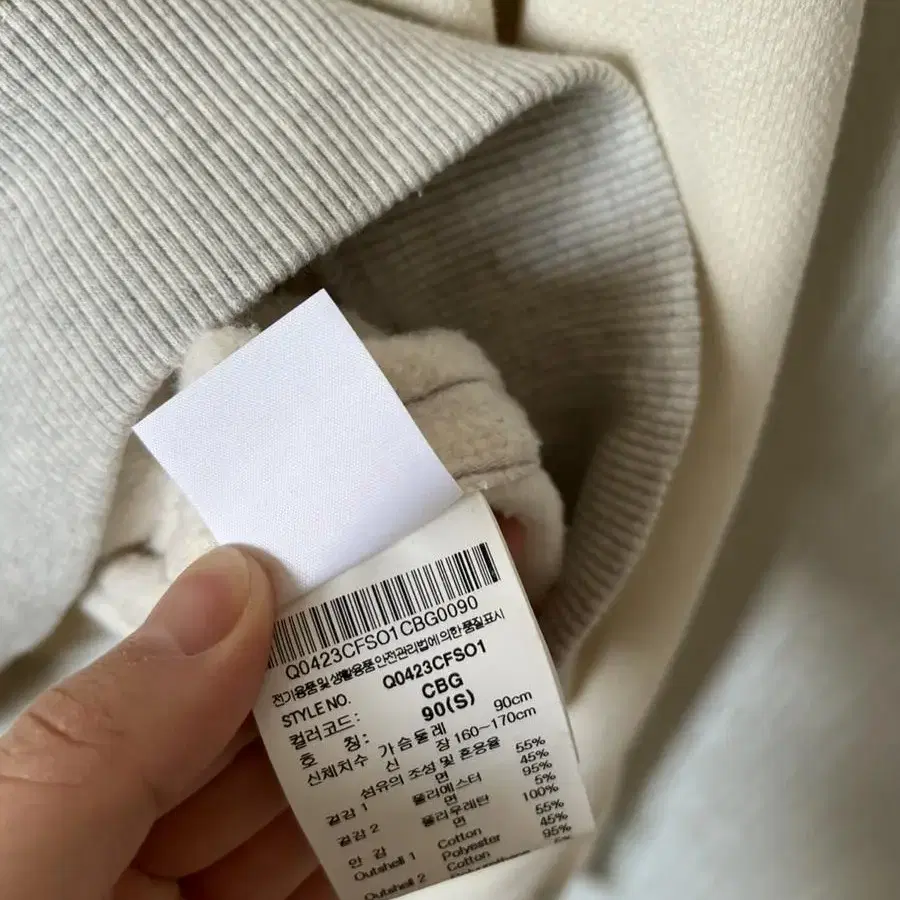 Q0423CFSO1CBG0090
전기용품 및 생활용품 안전관리법에 의한 품질표시
STYLE NO. Q0423CFSO1
컬러코드: CBG
호 칭: 90(S)
신체치수 가슴둘레 90cm
신 장 160~170cm
섬유의 조성 및 혼용율
겉감 1 면 55%
폴리에스터 45%
겉감 2 면 95%
폴리우레탄 5%
안 감 면 100%
Outshell 1 Cotton 55%
Polyester 45%
Outshell 2 Cotton 95%
Polyurethane 5%